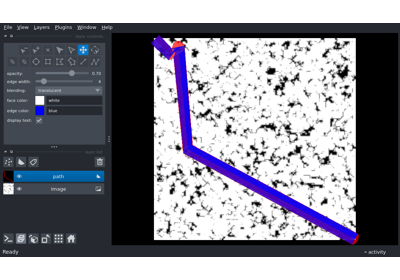 File View Layers Plugins Window Help
opacity: 0.70
edge width:
blending: translucent
face color: white
edge color: blue
display text:
path
Image
Ready
activity